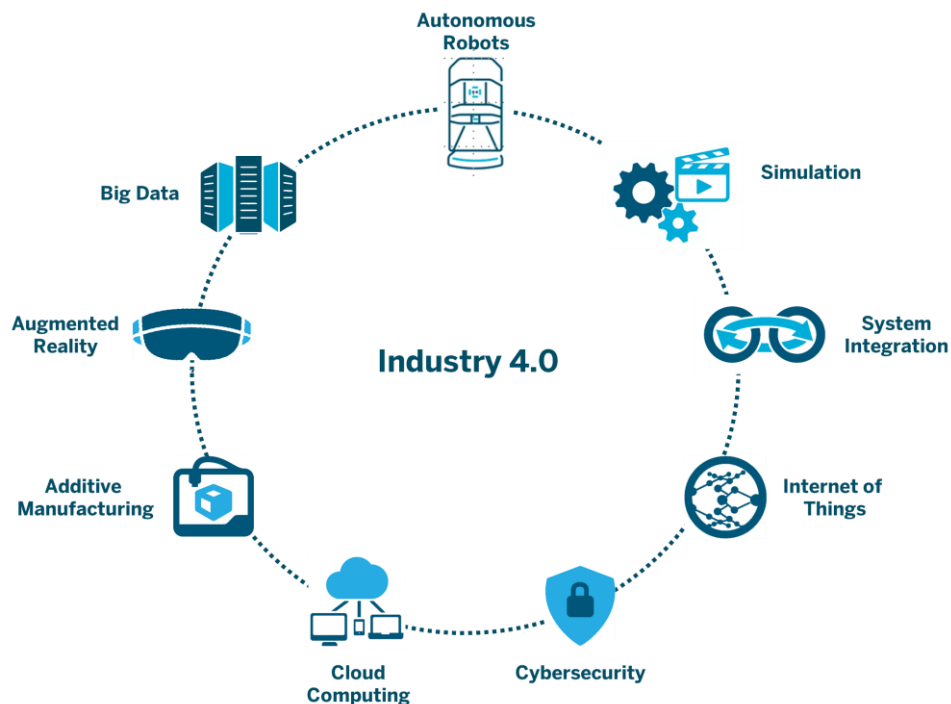 Autonomous
Robots
Simulation
Big Data
System
Integration
Augmented
Reality
Industry 4.0
Internet of
Things
Additive
Manufacturing
Cybersecurity
Cloud
Computing